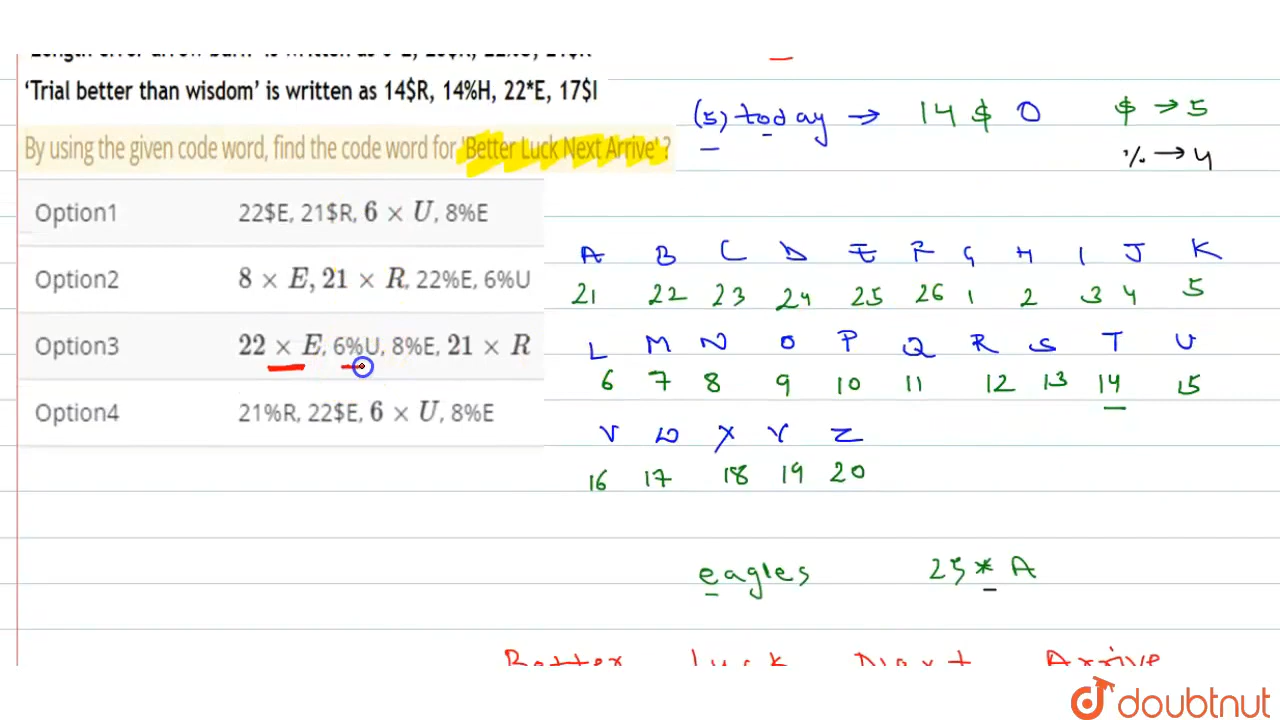 'Trial better than wisdom' is written as 14$R, 14%H, 22*E, 17$I
By using the given code word, find the code word for 'Better Luck Next Arrive' ?
Option1 22$E, 21$R, 6 × U, 8%E
Option2 8 × E, 21 × R, 22%E, 6%U
Option3 22 × E, 6%U, 8%E, 21 × R
Option4 21%R, 22$E, 6 × U, 8%E
(5) today → 14 $ O
$ → 5
% → 4
A B C D E F G H I J K
21 22 23 24 25 26 1 2 3 4 5
L M N O P Q R S T U
6 7 8 9 10 11 12 13 14 15
V W X Y Z
16 17 18 19 20
eagles 25 * A
Better Luck Next Arrive
doubtnut